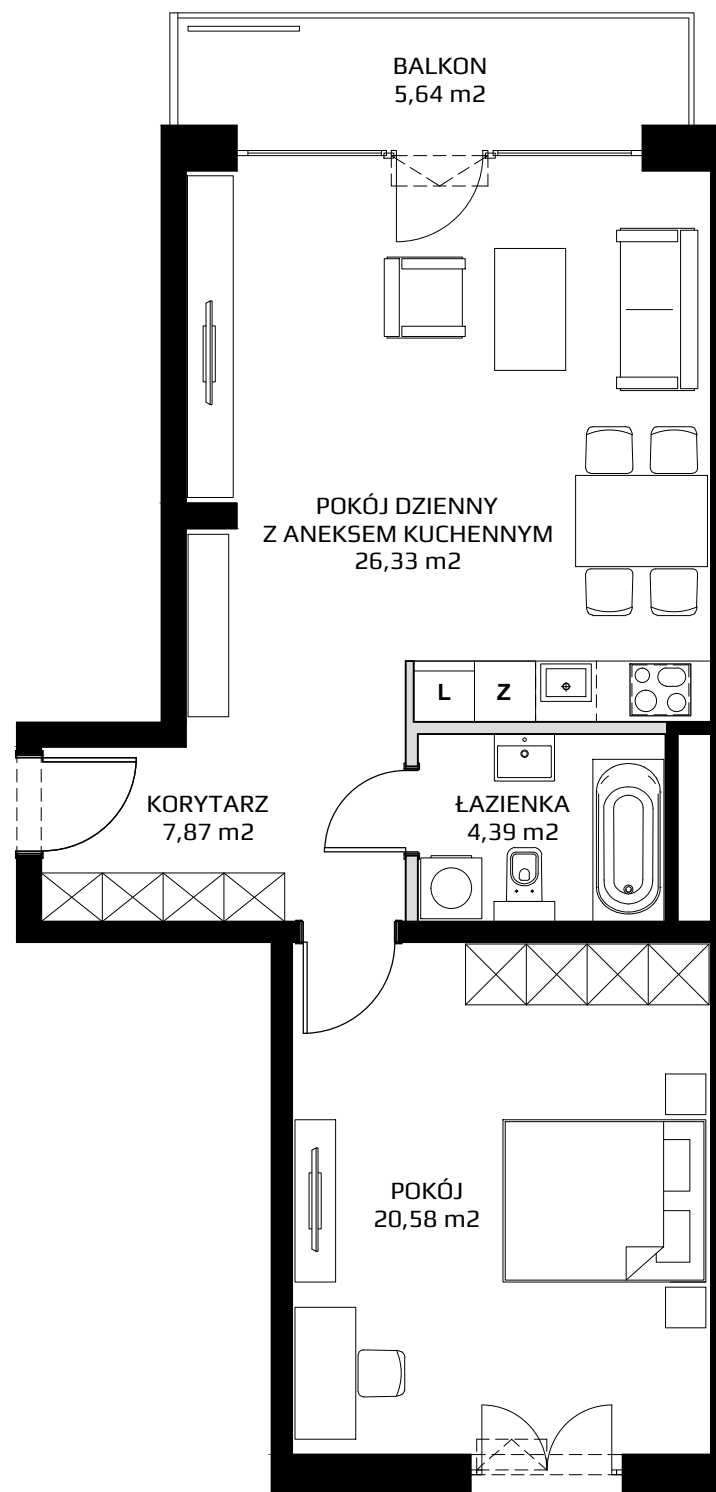 BALKON
5,64 m2
POKÓJ DZIENNY
Z ANEKSEM KUCHENNYM
26,33 m2
L Z
KORYTARZ
7,87 m2
ŁAZIENKA
4,39 m2
POKÓJ
20,58 m2